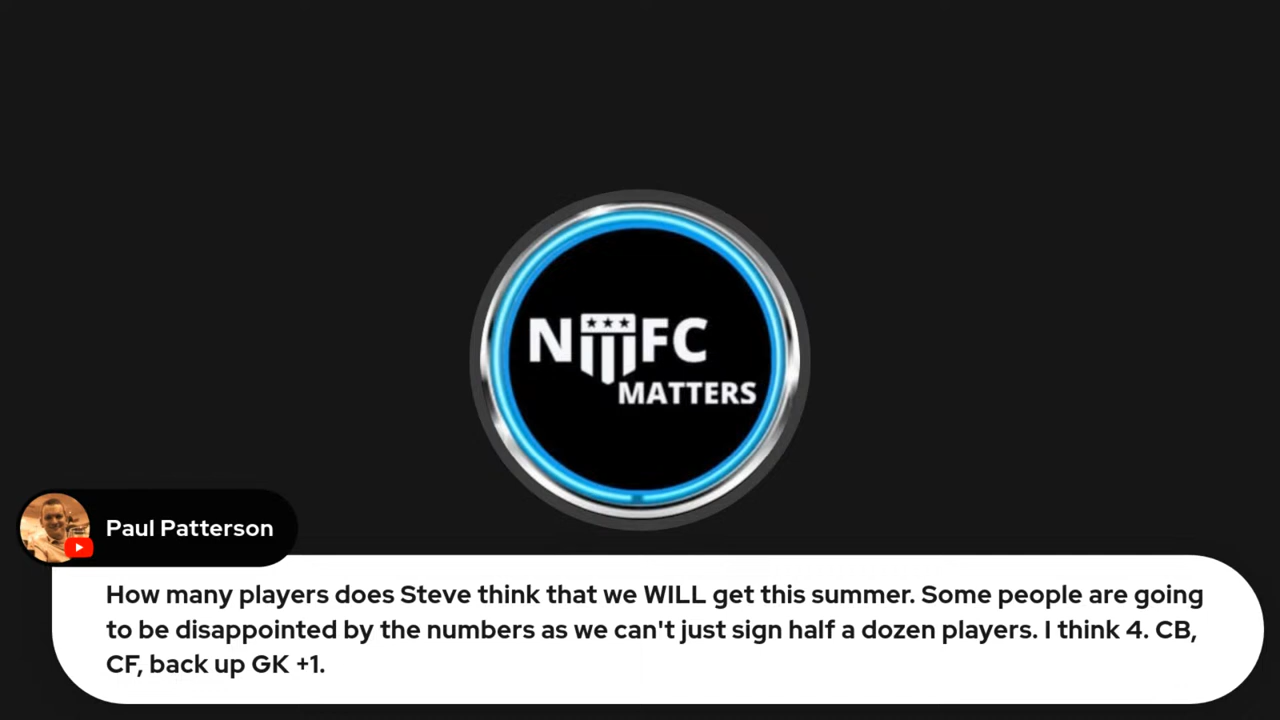 N FC
MATTERS
Paul Patterson
How many players does Steve think that we WILL get this summer. Some people are going
to be disappointed by the numbers as we can't just sign half a dozen players. I think 4. CB,
CF, back up GK +1.